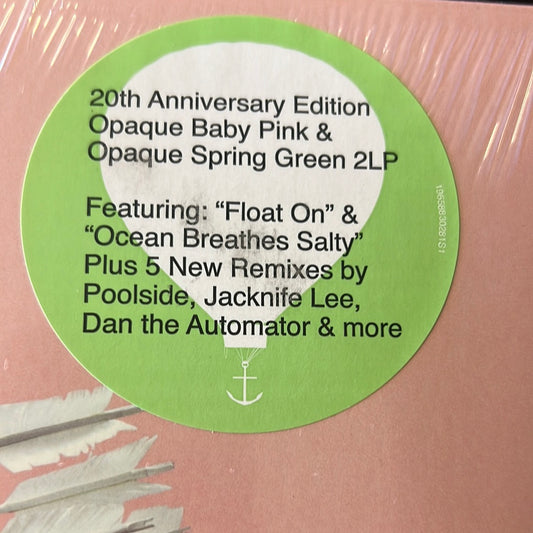 20th Anniversary Edition
Opaque Baby Pink &
Opaque Spring Green 2LP
Featuring: “Float On” &
“Ocean Breathes Salty”
Plus 5 New Remixes by
Poolside, Jacknife Lee,
Dan the Automator & more